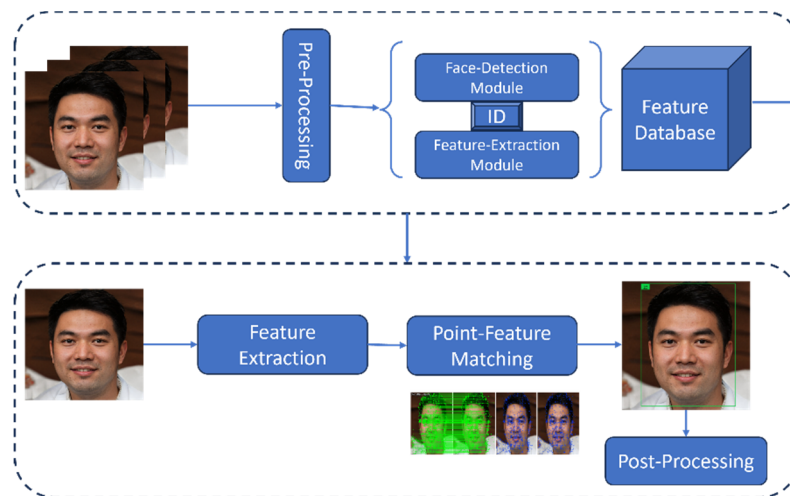 Pre-Processing
Face-Detection
Module
ID
Feature-Extraction
Module
Feature
Database
Feature
Extraction
Point-Feature
Matching
Post-Processing